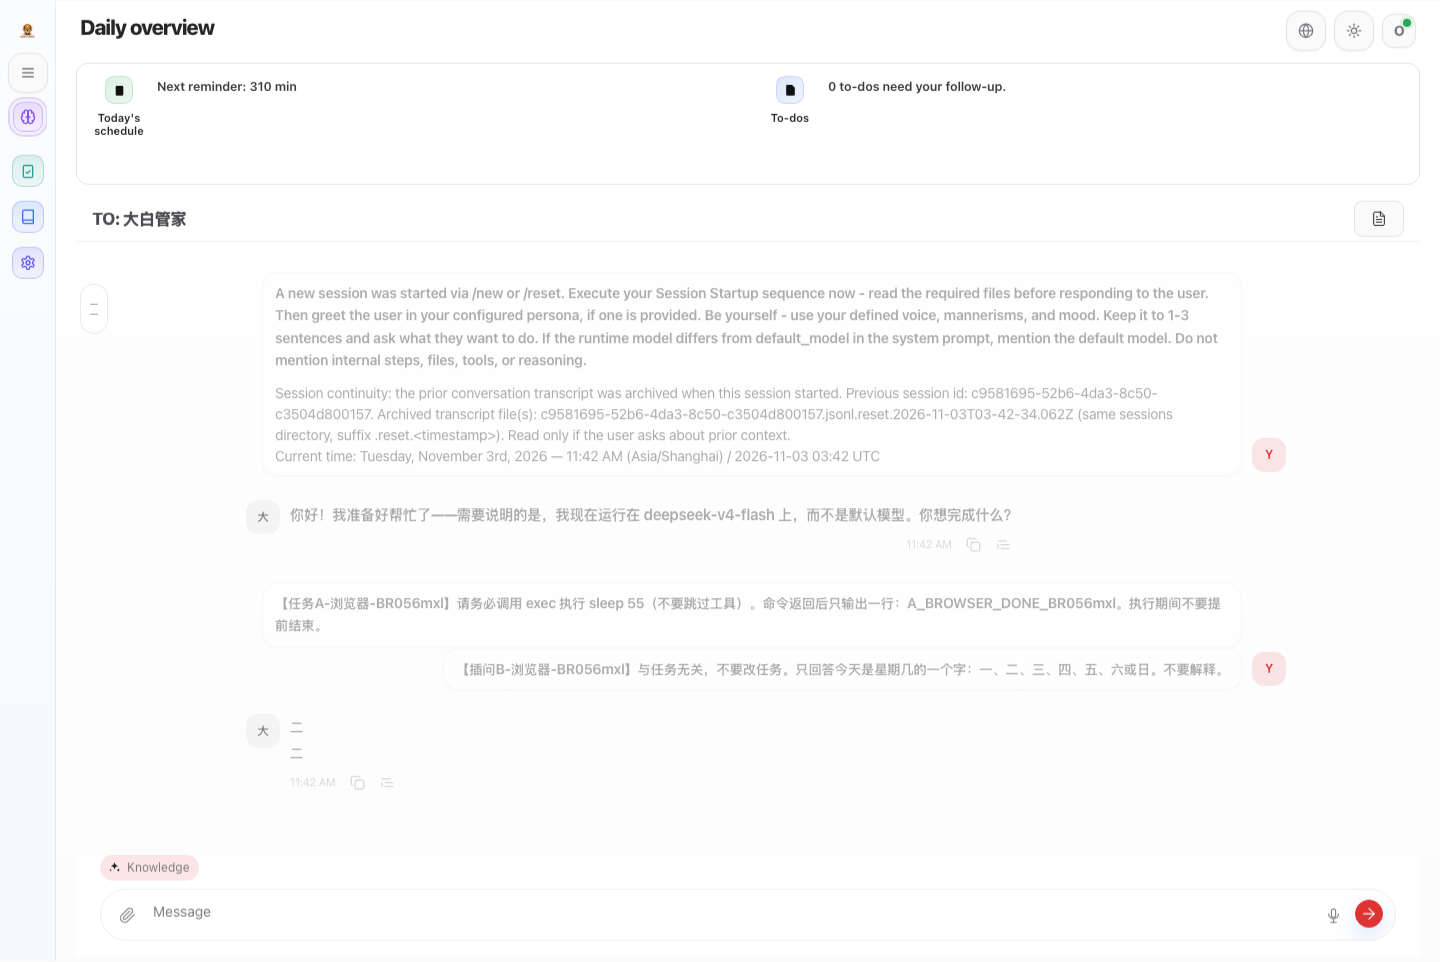 Daily overview
O
Next reminder: 310 min
Today's
schedule
0 to-dos need your follow-up.
To-dos
TO: 大白管家
A new session was started via /new or /reset. Execute your Session Startup sequence now - read the required files before responding to the user.
Then greet the user in your configured persona, if one is provided. Be yourself - use your defined voice, mannerisms, and mood. Keep it to 1-3
sentences and ask what they want to do. If the runtime model differs from default_model in the system prompt, mention the default model. Do not
mention internal steps, files, tools, or reasoning.
Session continuity: the prior conversation transcript was archived when this session started. Previous session id: c9581695-52b6-4da3-8c50-
c3504d800157. Archived transcript file(s): c9581695-52b6-4da3-8c50-c3504d800157.jsonl.reset.2026-11-03T03-42-34.062Z (same sessions
directory, suffix .reset.<timestamp>). Read only if the user asks about prior context.
Current time: Tuesday, November 3rd, 2026 — 11:42 AM (Asia/Shanghai) / 2026-11-03 03:42 UTC
Y
大
你好！我准备好帮忙了——需要说明的是，我现在运行在 deepseek-v4-flash 上，而不是默认模型。你想完成什么？
11:42 AM
【任务A-浏览器-BR056mxl】请务必调用 exec 执行 sleep 55（不要跳过工具）。命令返回后只输出一行：A_BROWSER_DONE_BR056mxl。执行期间不要提
前结束。
【插问B-浏览器-BR056mxl】与任务无关，不要改任务。只回答今天是星期几的一个字：一、二、三、四、五、六或日。不要解释。
Y
大
二
二
11:42 AM
Knowledge
Message